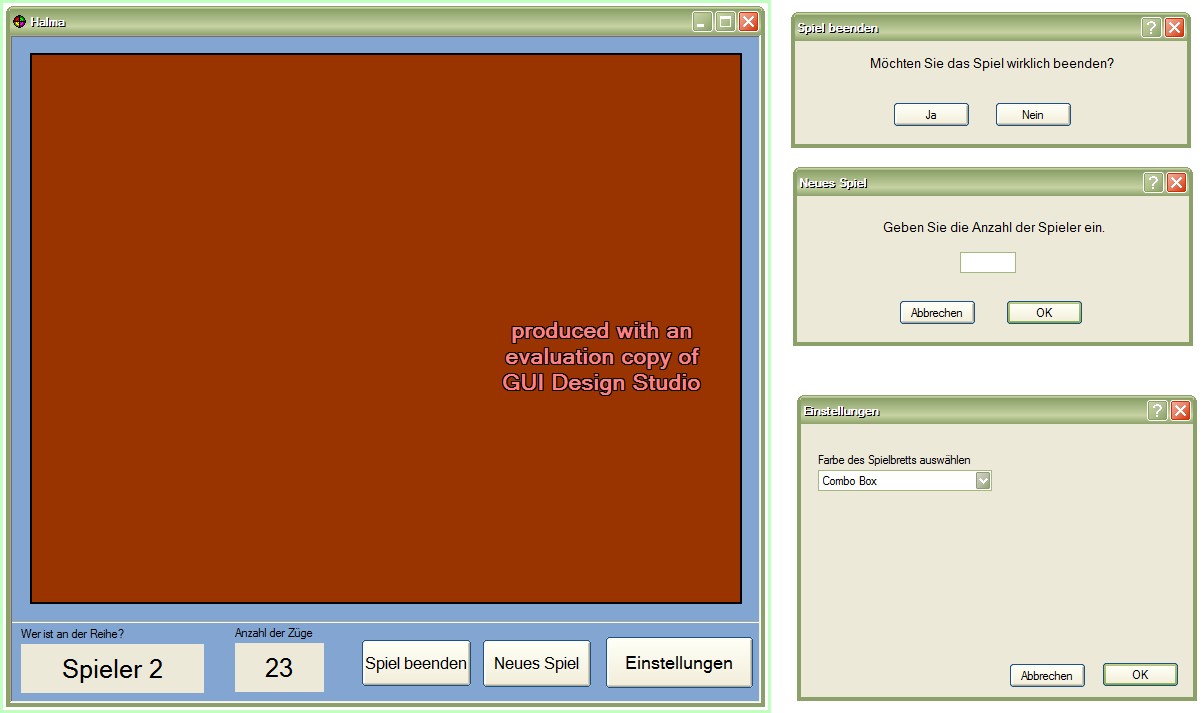 Halma
produced with an
evaluation copy of
GUI Design Studio
Wer ist an der Reihe?
Spieler 2
Anzahl der Züge
23
Spiel beenden
Neues Spiel
Einstellungen
Spiel beenden
Möchten Sie das Spiel wirklich beenden?
Ja
Nein
Neues Spiel
Geben Sie die Anzahl der Spieler ein.
Abbrechen
OK
Einstellungen
Farbe des Spielbretts auswählen
Combo Box
Abbrechen
OK